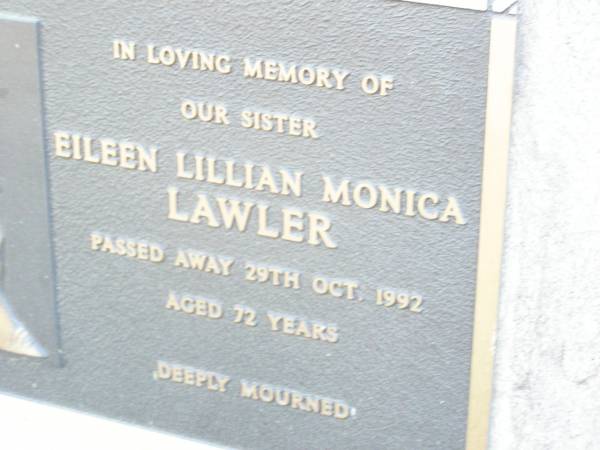 IN LOVING MEMORY OF
OUR SISTER
EILEEN LILLIAN MONICA
LAWLER
PASSED AWAY 29TH OCT. 1992
AGED 72 YEARS
DEEPLY MOURNED